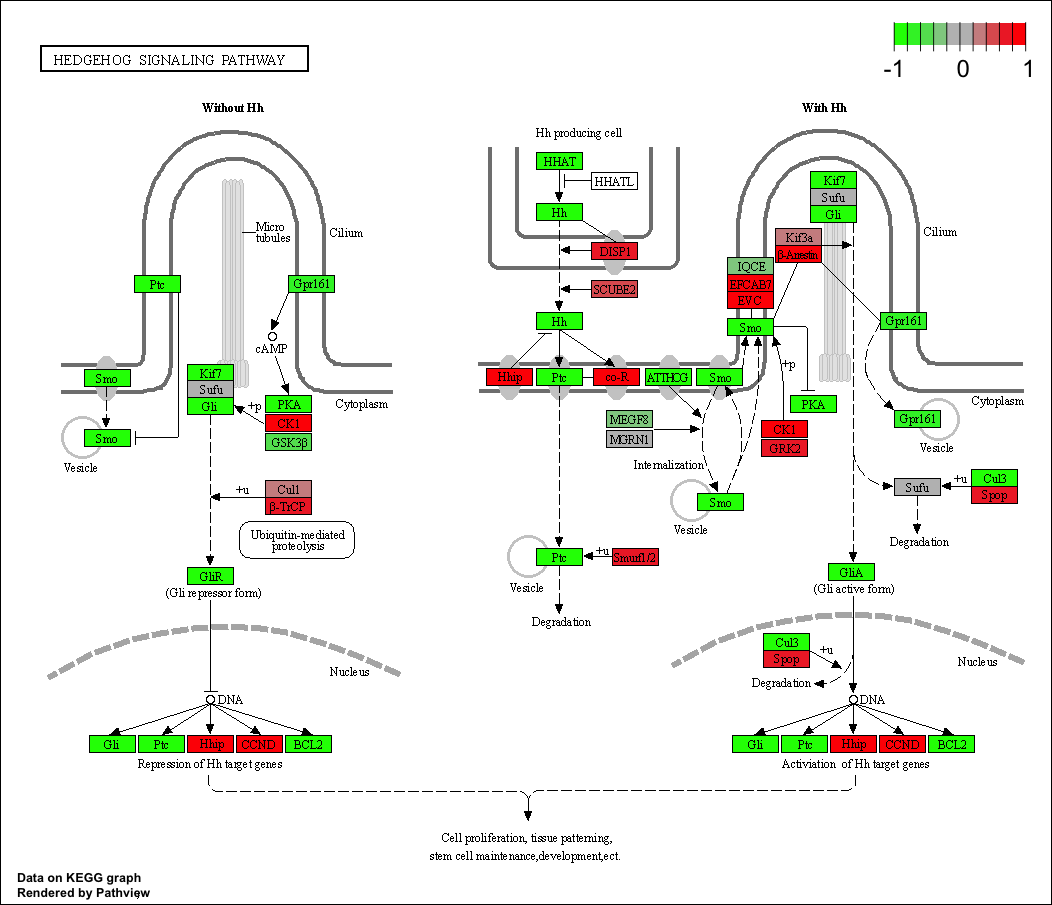 HEDGEHOG SIGNALING PATHWAY
-1 0 1
Without Hh
With Hh
Hh producing cell
HHAT
HHATL
Hh
DISP1
SCUBE2
Hh
Micro
tubules
Cilium
Ptc
Gpr161
cAMP
Smo
Smo
Vesicle
Kif7
Sufu
Gli
+p
PKA
CK1
GSK3β
Cytoplasm
+u
Cul1
β-TrCP
Ubiquitin-mediated
proteolysis
GliR
(Gli repressor form)
Nucleus
DNA
Gli
Ptc
Hhip
CCND
BCL2
Repression of Hh target genes
Hhip
Ptc
co-R
ATTHOG
Smo
MEGF8
MGRN1
Internalization
Smo
Vesicle
Ptc
+u
Smurf1/2
Vesicle
Degradation
Kif7
Sufu
Gli
Kif3a
β-Arrestin
Cilium
IQCE
EFCAB7
EVC
Smo
Gpr161
+p
PKA
CK1
GRK2
Cytoplasm
Gpr161
Vesicle
Sufu
+u
Cul3
Spop
Degradation
GliA
(Gli active form)
Cul3
Spop
+u
Degradation
Nucleus
DNA
Gli
Ptc
Hhip
CCND
BCL2
Activiation of Hh target genes
Cell proliferation, tissue patterning,
stem cell maintenance,development,ect.
Data on KEGG graph
Rendered by Pathview